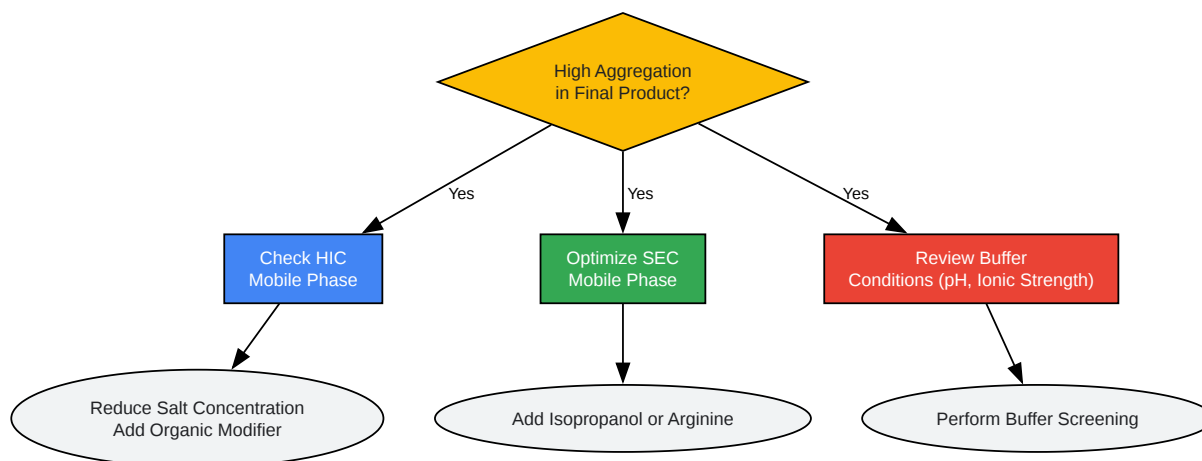 High Aggregation
in Final Product?
Yes
Yes
Yes
Check HIC
Mobile Phase
Optimize SEC
Mobile Phase
Review Buffer
Conditions (pH, Ionic Strength)
Reduce Salt Concentration
Add Organic Modifier
Add Isopropanol or Arginine
Perform Buffer Screening